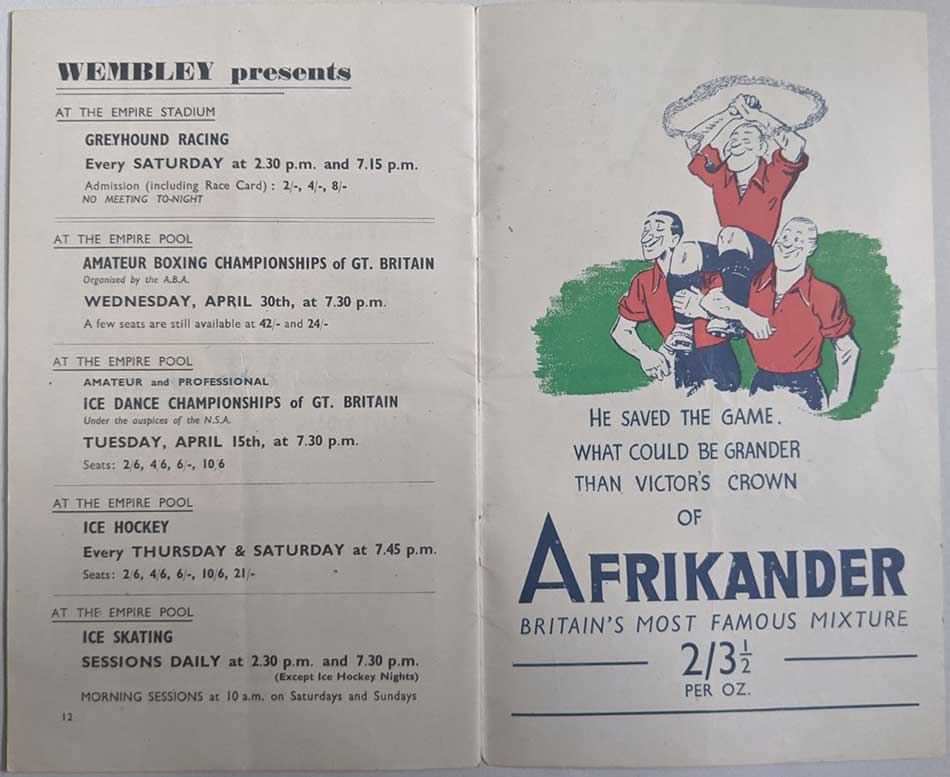 WEMBLEY presents
AT THE EMPIRE STADIUM
GREYHOUND RACING
Every SATURDAY at 2.30 p.m. and 7.15 p.m.
Admission (including Race Card) : 2/-, 4/-, 8/-
NO MEETING TO-NIGHT
AT THE EMPIRE POOL
AMATEUR BOXING CHAMPIONSHIPS of GT. BRITAIN
Organised by the A.B.A.
WEDNESDAY, APRIL 30th, at 7.30 p.m.
A few seats are still available at 42/- and 24/-
AT THE EMPIRE POOL
AMATEUR and PROFESSIONAL
ICE DANCE CHAMPIONSHIPS of GT. BRITAIN
Under the auspices of the N.S.A.
TUESDAY, APRIL 15th, at 7.30 p.m.
Seats: 2/6, 4/6, 6/-, 10/6
AT THE EMPIRE POOL
ICE HOCKEY
Every THURSDAY & SATURDAY at 7.45 p.m.
Seats: 2/6, 4/6, 6/-, 10/6, 21/-
AT THE EMPIRE POOL
ICE SKATING
SESSIONS DAILY at 2.30 p.m. and 7.30 p.m.
(Except Ice Hockey Nights)
MORNING SESSIONS at 10 a.m. on Saturdays and Sundays
12
HE SAVED THE GAME.
WHAT COULD BE GRANDER
THAN VICTOR'S CROWN
OF
AFRIKANDER
BRITAIN'S MOST FAMOUS MIXTURE
2/3½
PER OZ.